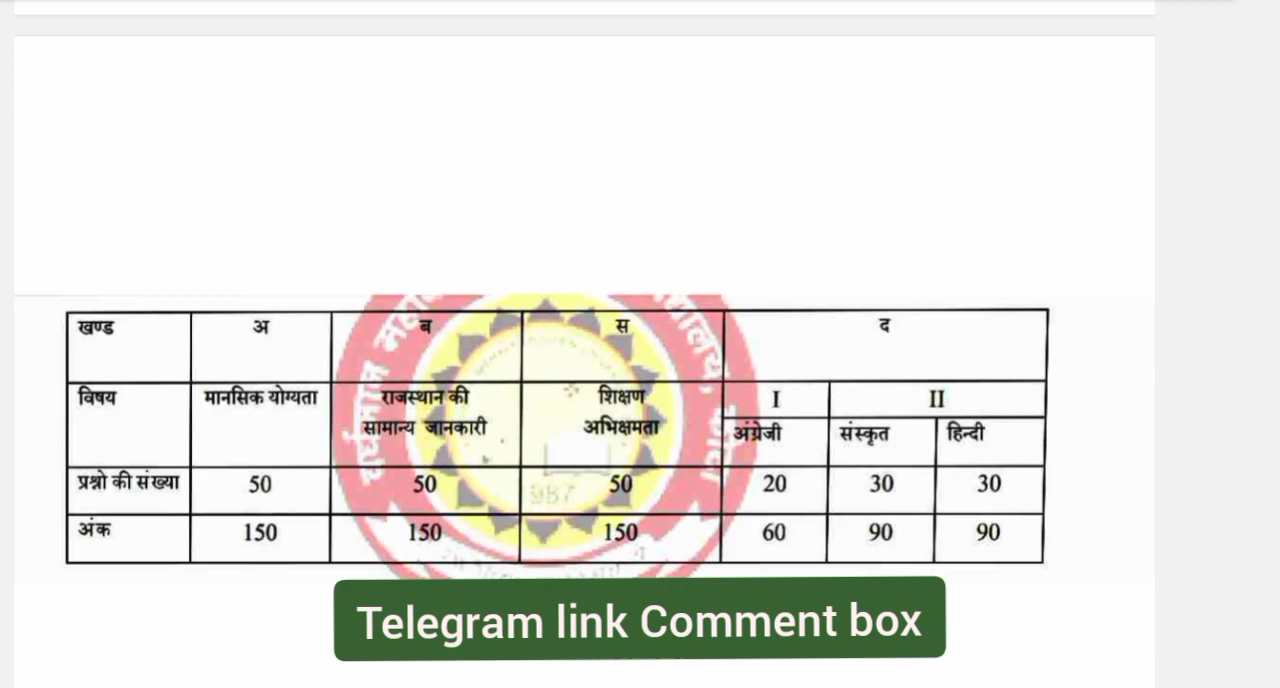 खण्ड अ ब स द
विषय मानसिक योग्यता राजस्थान की सामान्य जानकारी शिक्षण अभिक्षमता I II
अंग्रेजी संस्कृत हिन्दी
प्रश्नो की संख्या 50 50 50 20 30 30
अंक 150 150 150 60 90 90
1987
Telegram link Comment box